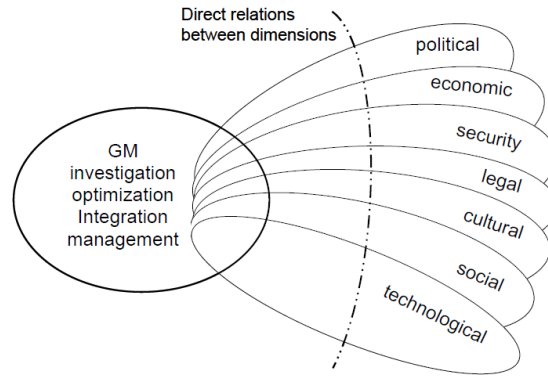 Direct relations
between dimensions
political
economic
security
legal
cultural
social
technological
GM
investigation
optimization
Integration
management